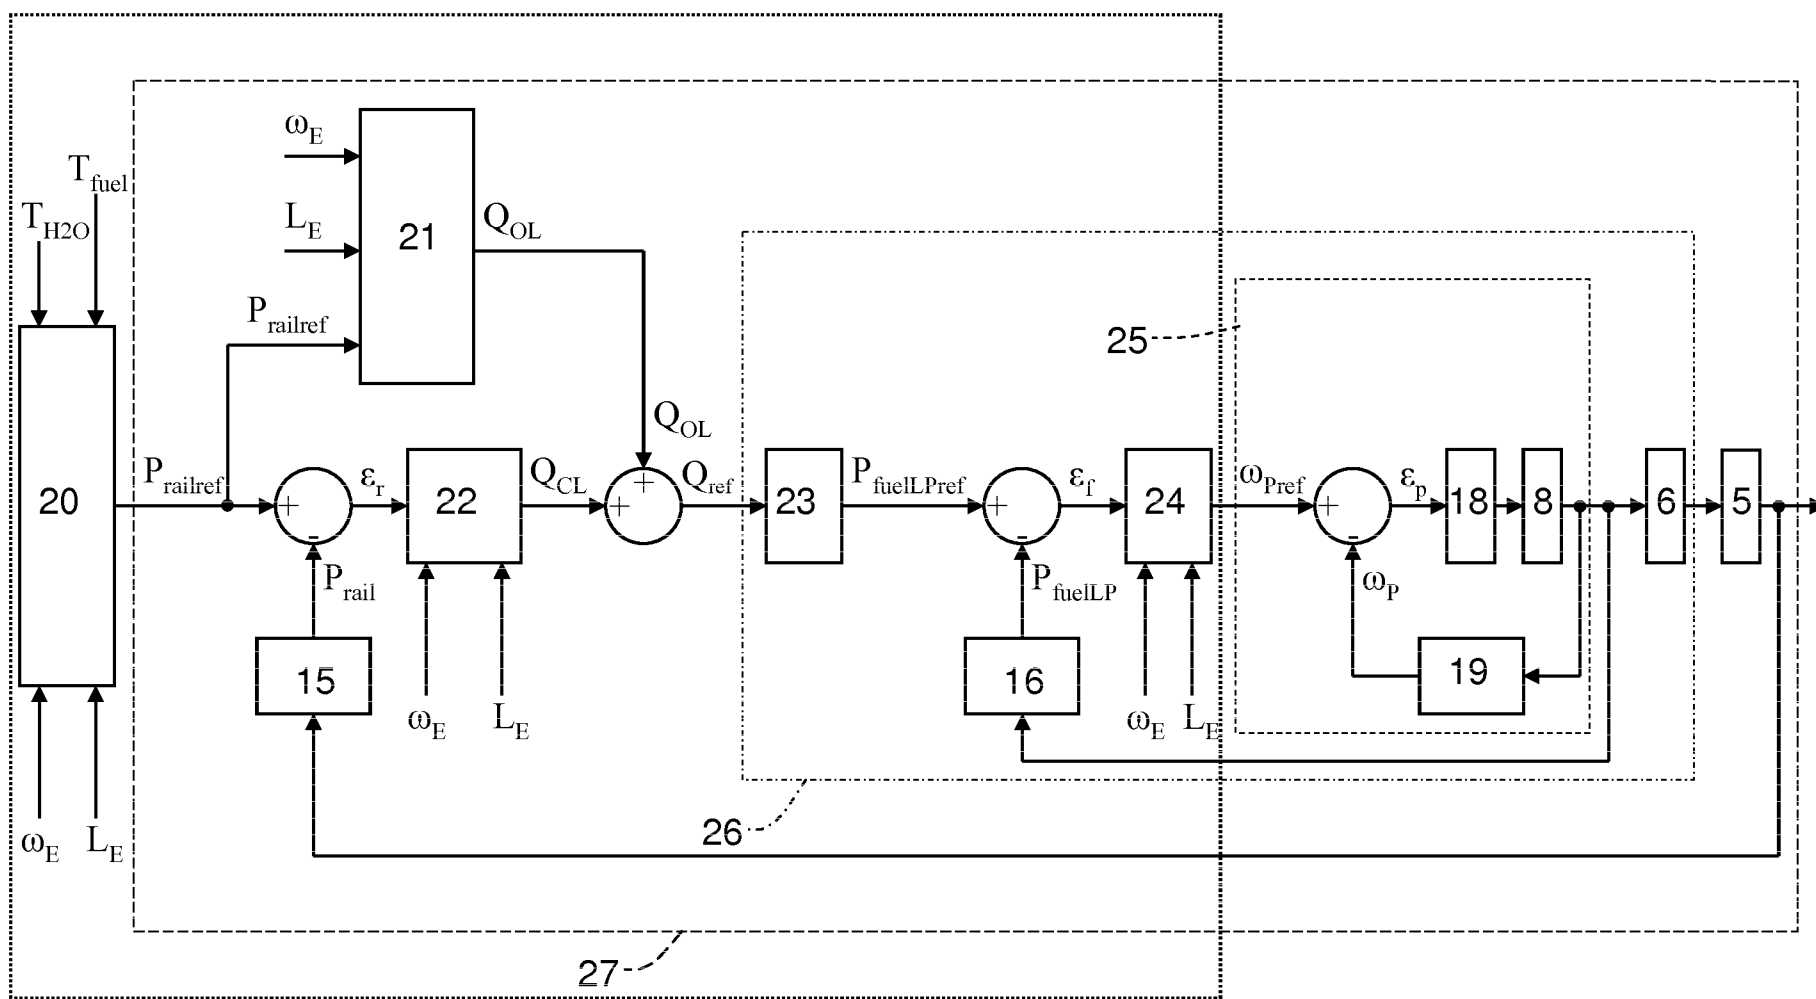 ω_E
T_fuel
T_H2O
L_E
21
Q_OL
P_railref
25
Q_OL
20
P_railref
+
ε_r
22
Q_CL
+
+
Q_ref
23
P_fuelLPref
+
ε_f
24
ω_Pref
+
ε_p
18
8
6
5
-
-
-
P_rail
P_fuelLP
ω_P
15
16
19
ω_E
L_E
ω_E
L_E
ω_E
L_E
26
27